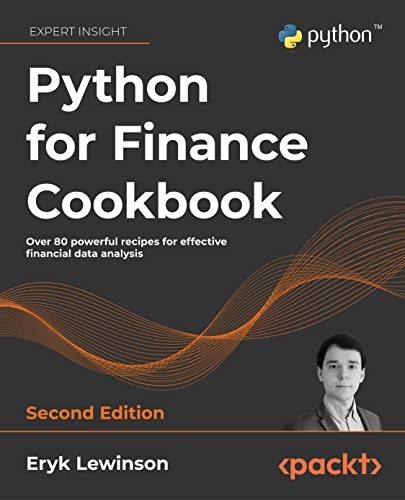 EXPERT INSIGHT
python™
Python
for Finance
Cookbook
Over 80 powerful recipes for effective
financial data analysis
Second Edition
Eryk Lewinson
<packt>